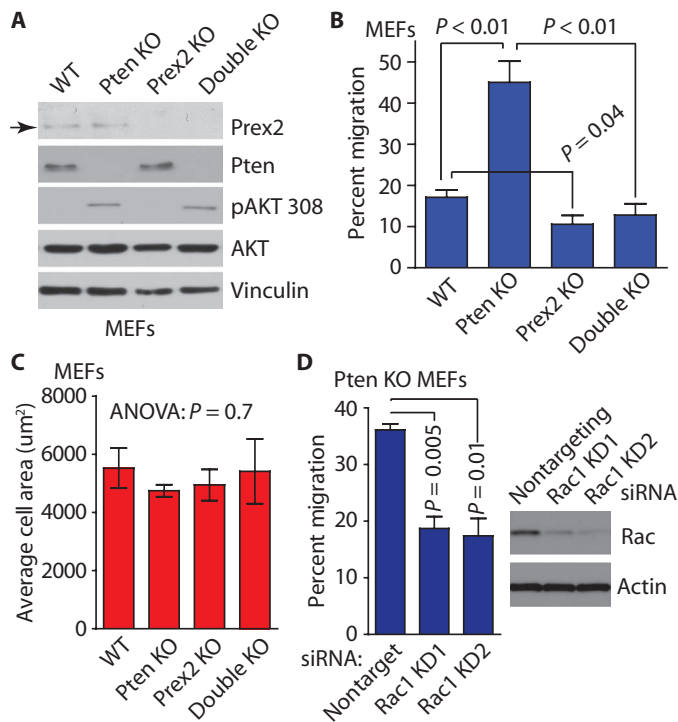 A
WT
Pten KO
Prex2 KO
Double KO
Prex2
Pten
pAKT 308
AKT
Vinculin
MEFs
B
MEFs
P < 0.01
P < 0.01
P = 0.04
Percent migration
50
40
30
20
10
0
WT
Pten KO
Prex2 KO
Double KO
C
MEFs
ANOVA: P = 0.7
Average cell area (um²)
8000
6000
4000
2000
0
WT
Pten KO
Prex2 KO
Double KO
D
Pten KO MEFs
P = 0.005
P = 0.01
Percent migration
40
30
20
10
0
siRNA:
Nontarget
Rac1 KD1
Rac1 KD2
Nontargeting
Rac1 KD1
Rac1 KD2
siRNA
Rac
Actin